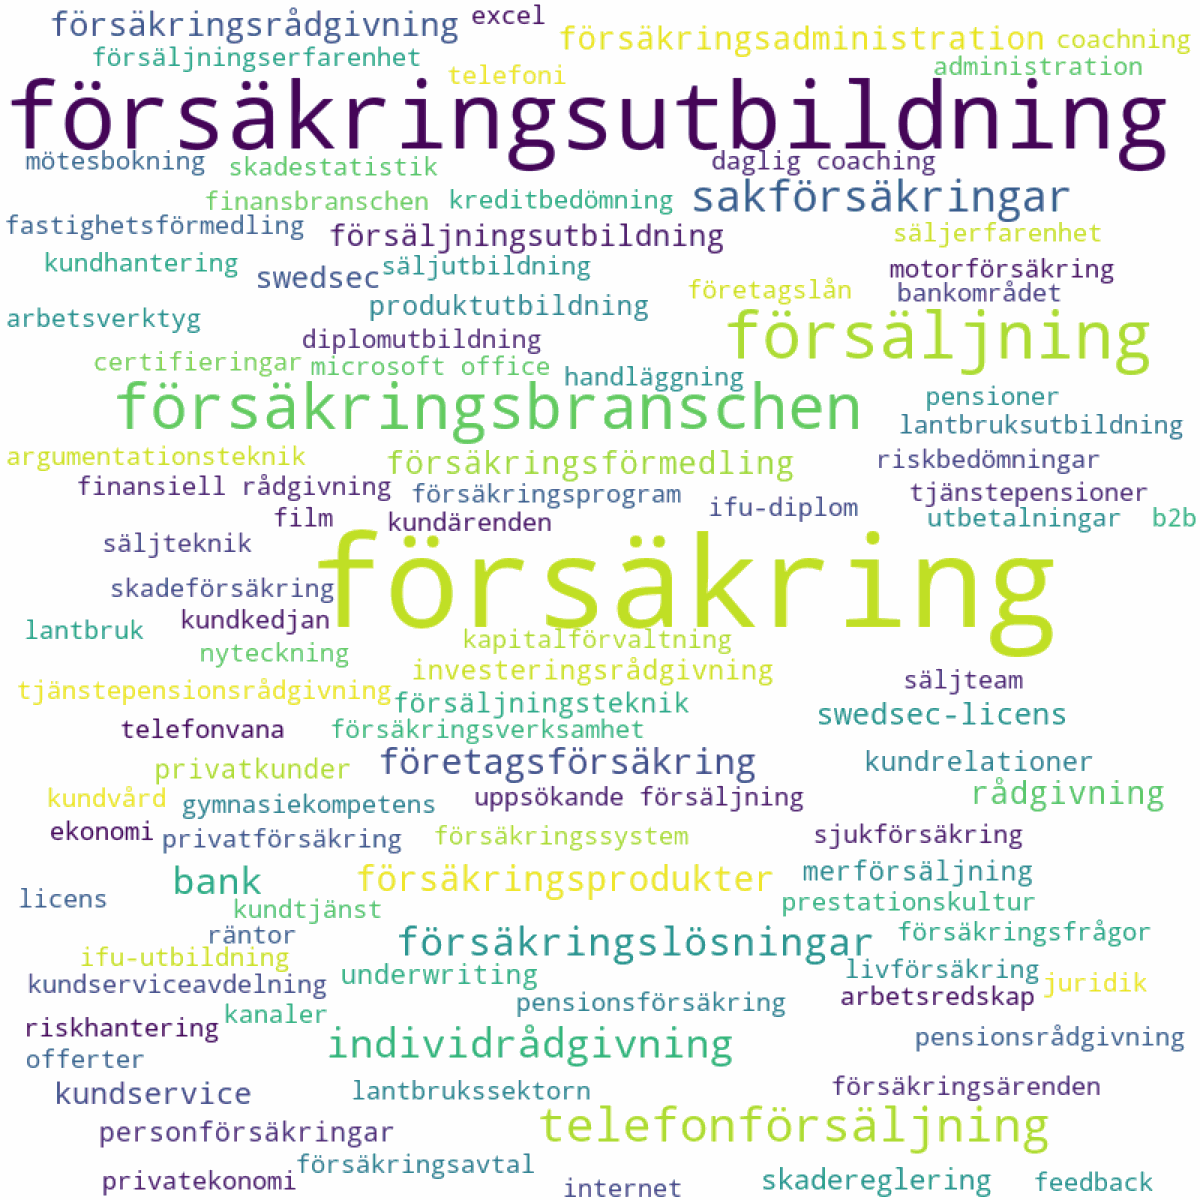 försäkringsrådgivning excel försäkringsadministration coachning
försäljningserfarenhet telefoni administration
försäkringsutbildning
mötesbokning skadestatistik daglig coaching
finansbranschen kreditbedömning sakförsäkringar
fastighetsförmedling försäljningsutbildning säljerfarenhet
kundhantering swedsec säljutbildning motorförsäkring
produktutbildning företagslån bankområdet
arbetsverktyg diplomutbildning försäljning
certifieringar microsoft office handläggning
försäkringsbranschen pensioner
lantbruksutbildning
argumentationsteknik försäkringsförmedling riskbedömningar
finansiell rådgivning försäkringsprogram ifu-diplom tjänstepensioner
film kundärenden utbetalningar b2b
säljteknik
försäkring
skadeförsäkring
kundkedjan
lantbruk kapitalförvaltning
nyteckning investeringsrådgivning
tjänstepensionsrådgivning försäljningsteknik säljteam
telefonvana försäkringsverksamhet swedsec-licens
privatkunder företagsförsäkring kundrelationer
kundvård gymnasiekompetens uppsökande försäljning rådgivning
ekonomi privatförsäkring försäkringssystem sjukförsäkring
bank försäkringsprodukter merförsäljning
licens kundtjänst prestationskultur
räntor försäkringslösningar försäkringsfrågor
ifu-utbildning underwriting livförsäkring
kundserviceavdelning pensionsförsäkring arbetsredskap juridik
riskhantering kanaler individrådgivning pensionsrådgivning
offerter
kundservice lantbrukssektorn försäkringsärenden
personförsäkringar telefonförsäljning
privatekonomi försäkringsavtal internet skadereglering feedback